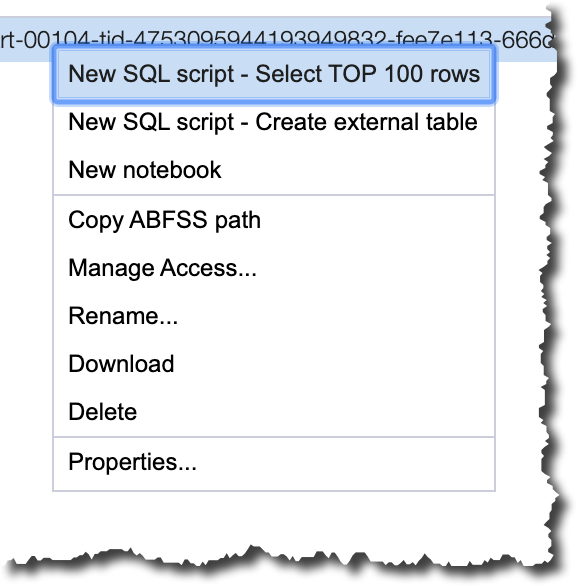 rt-00104-tid-4753095944193949832-fee7e113-666d
New SQL script - Select TOP 100 rows
New SQL script - Create external table
New notebook
Copy ABFSS path
Manage Access...
Rename...
Download
Delete
Properties...